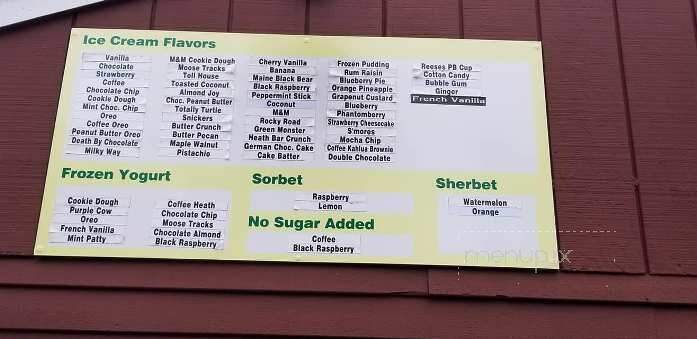 Ice Cream Flavors
Vanilla
Chocolate
Strawberry
Coffee
Chocolate Chip
Cookie Dough
Mint Choc. Chip
Oreo
Coffee Oreo
Peanut Butter Oreo
Death By Chocolate
Milky Way
M&M Cookie Dough
Moose Tracks
Toll House
Toasted Coconut
Almond Joy
Choc. Peanut Butter
Totally Turtle
Snickers
Butter Crunch
Butter Pecan
Maple Walnut
Pistachio
Cherry Vanilla
Banana
Maine Black Bear
Black Raspberry
Peppermint Stick
Coconut
M&M
Rocky Road
Green Monster
Heath Bar Crunch
German Choc. Cake
Cake Batter
Frozen Pudding
Rum Raisin
Blueberry Pie
Orange Pineapple
Grapenut Custard
Blueberry
Phantomberry
Strawberry Cheesecake
S'mores
Mocha Chip
Coffee Kahlua Brownie
Double Chocolate
Reeses PB Cup
Cotton Candy
Bubble Gum
Ginger
French Vanilla
Frozen Yogurt
Cookie Dough
Purple Cow
Oreo
French Vanilla
Mint Patty
Coffee Heath
Chocolate Chip
Moose Tracks
Chocolate Almond
Black Raspberry
Sorbet
Raspberry
Lemon
No Sugar Added
Coffee
Black Raspberry
Sherbet
Watermelon
Orange
menupix